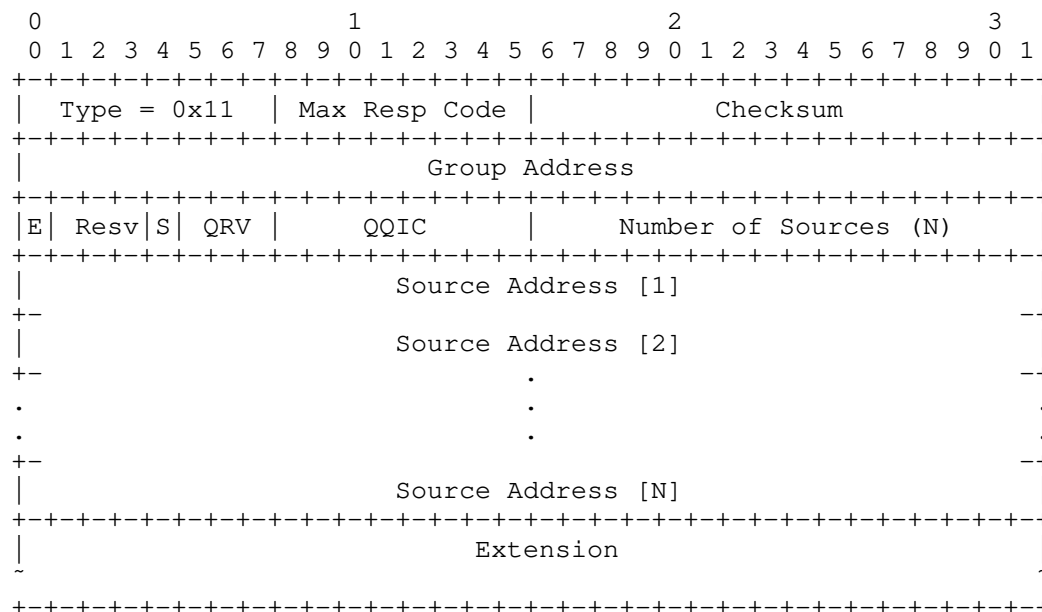 0                   1                   2                   3
 0 1 2 3 4 5 6 7 8 9 0 1 2 3 4 5 6 7 8 9 0 1 2 3 4 5 6 7 8 9 0 1
+-+-+-+-+-+-+-+-+-+-+-+-+-+-+-+-+-+-+-+-+-+-+-+-+-+-+-+-+-+-+-+--
|  Type = 0x11  | Max Resp Code |           Checksum
+-+-+-+-+-+-+-+-+-+-+-+-+-+-+-+-+-+-+-+-+-+-+-+-+-+-+-+-+-+-+-+--
|                         Group Address
+-+-+-+-+-+-+-+-+-+-+-+-+-+-+-+-+-+-+-+-+-+-+-+-+-+-+-+-+-+-+-+--
|E| Resv|S| QRV |     QQIC      |     Number of Sources (N)
+-+-+-+-+-+-+-+-+-+-+-+-+-+-+-+-+-+-+-+-+-+-+-+-+-+-+-+-+-+-+-+--
|                       Source Address [1]
+-                                                             --
|                       Source Address [2]
+-                              .                              --
.                               .                               .
.                               .                               .
+-                                                             --
|                       Source Address [N]
+-+-+-+-+-+-+-+-+-+-+-+-+-+-+-+-+-+-+-+-+-+-+-+-+-+-+-+-+-+-+-+--
|                            Extension
~                                                               ~
+-+-+-+-+-+-+-+-+-+-+-+-+-+-+-+-+-+-+-+-+-+-+-+-+-+-+-+-+-+-+-+--